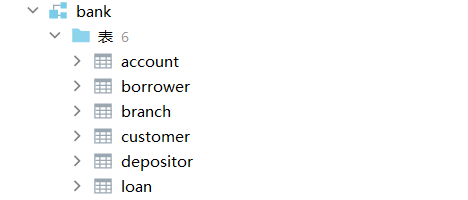 bank
表 6
account
borrower
branch
customer
depositor
loan